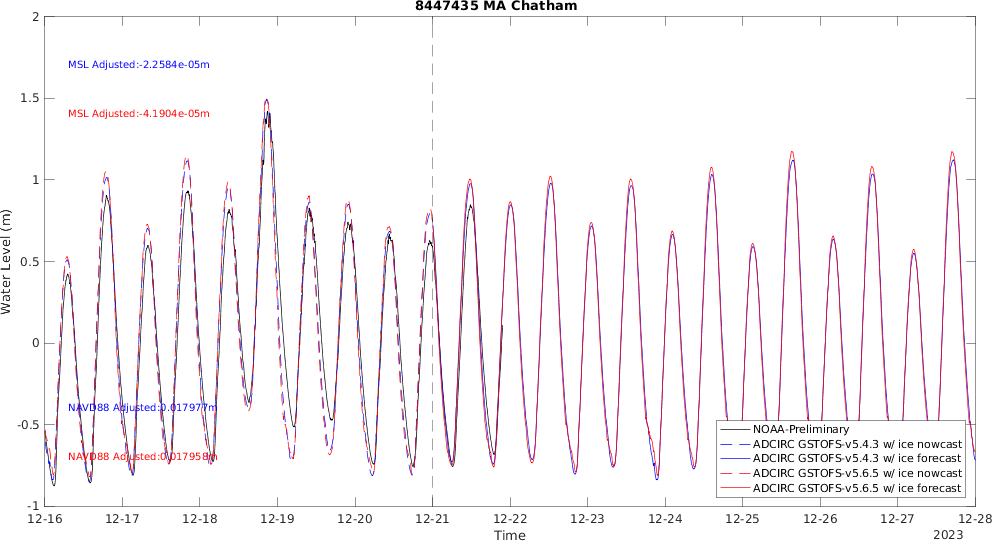 8447435 MA Chatham
2
MSL Adjusted:-2.2584e-05m
1.5
MSL Adjusted:-4.1904e-05m
1
0.5
Water Level (m)
0
NAVD88 Adjusted:0.017977m
-0.5
NAVD88 Adjusted:0.017958m
NOAA-Preliminary
ADCIRC GSTOFS-v5.4.3 w/ ice nowcast
ADCIRC GSTOFS-v5.4.3 w/ ice forecast
ADCIRC GSTOFS-v5.6.5 w/ ice nowcast
ADCIRC GSTOFS-v5.6.5 w/ ice forecast
-1
12-16 12-17 12-18 12-19 12-20 12-21 12-22 12-23 12-24 12-25 12-26 12-27 12-28
Time
2023